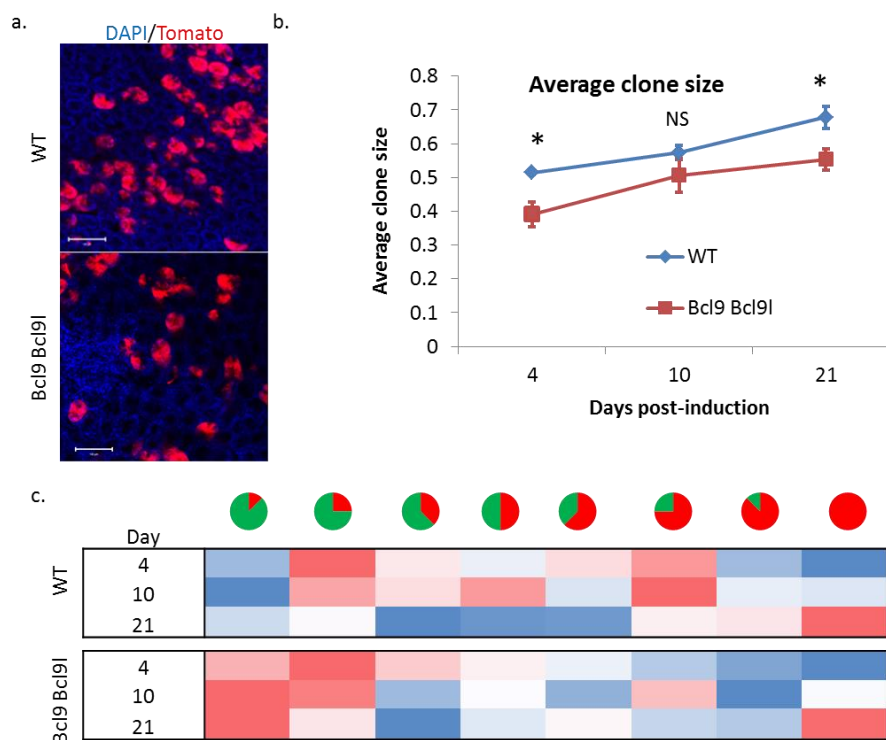 a.
DAPI/Tomato
WT
Bcl9 Bcl9l
b.
Average clone size
0.8
0.7
0.6
0.5
0.4
0.3
0.2
0.1
0
Average clone size
*
NS
*
WT
Bcl9 Bcl9l
4 10 21
Days post-induction
c.
Day
WT
4
10
21
Bcl9 Bcl9l
4
10
21